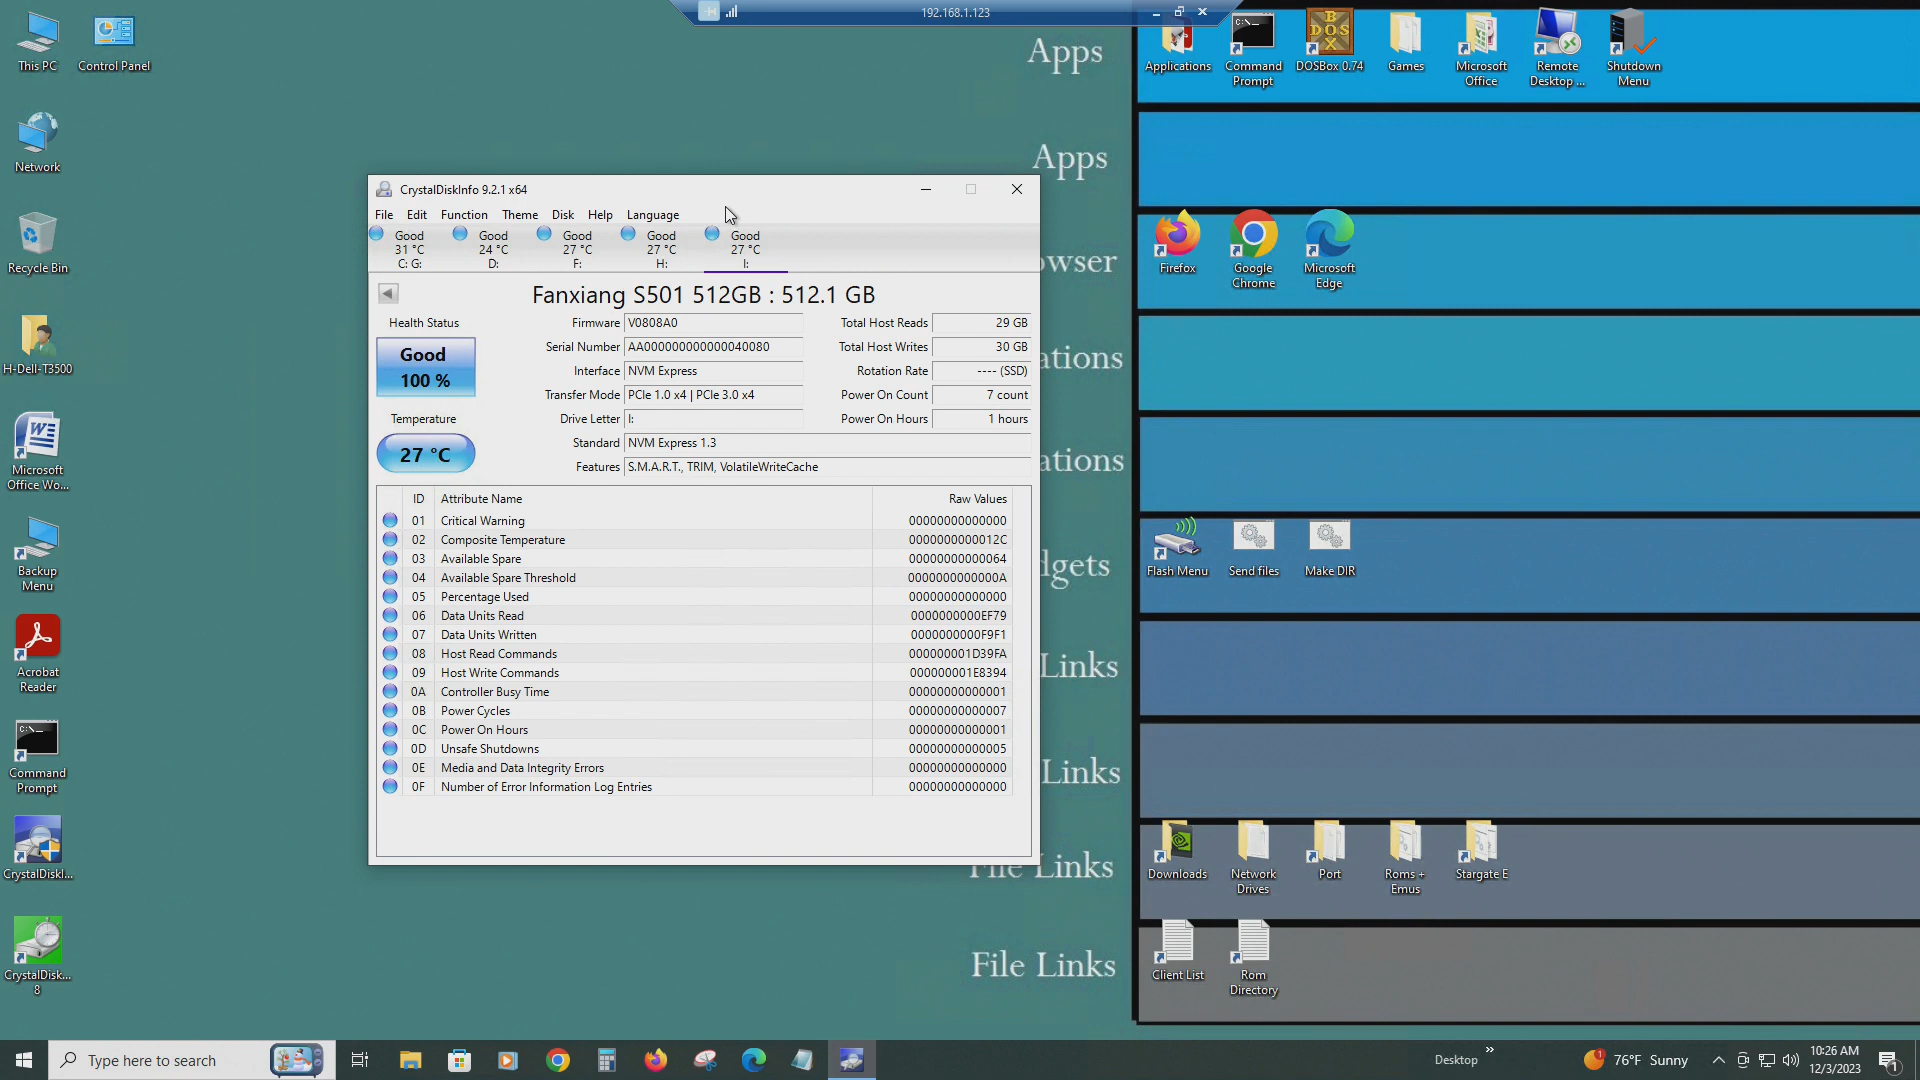 192.168.1.123
This PC
Control Panel
Network
Recycle Bin
H-Dell-T3500
Microsoft
Office Wo...
Backup
Menu
Acrobat
Reader
Command
Prompt
CrystalDiskI...
CrystalDisk...
8
CrystalDiskInfo 9.2.1 x64
File Edit Function Theme Disk Help Language
Good Good Good Good Good
31 °C 24 °C 27 °C 27 °C 27 °C
C: G: D: F: H: I:
Fanxiang S501 512GB : 512.1 GB
Health Status
Good
100 %
Temperature
27 °C
Firmware V0808A0 Total Host Reads 29 GB
Serial Number AA000000000000040080 Total Host Writes 30 GB
Interface NVM Express Rotation Rate ---- (SSD)
Transfer Mode PCIe 1.0 x4 | PCIe 3.0 x4 Power On Count 7 count
Drive Letter I: Power On Hours 1 hours
Standard NVM Express 1.3
Features S.M.A.R.T., TRIM, VolatileWriteCache
ID Attribute Name Raw Values
01 Critical Warning 00000000000000
02 Composite Temperature 0000000000012C
03 Available Spare 00000000000064
04 Available Spare Threshold 0000000000000A
05 Percentage Used 00000000000000
06 Data Units Read 0000000000EF79
07 Data Units Written 0000000000F9F1
08 Host Read Commands 000000001D39FA
09 Host Write Commands 000000001E8394
0A Controller Busy Time 00000000000001
0B Power Cycles 00000000000007
0C Power On Hours 00000000000001
0D Unsafe Shutdowns 00000000000005
0E Media and Data Integrity Errors 00000000000000
0F Number of Error Information Log Entries 00000000000000
Apps
Apps
owser
ations
ations
dgets
Links
Links
File Links
File Links
Applications
Command
Prompt
DOSBox 0.74
Games
Microsoft
Office
Remote
Desktop ...
Shutdown
Menu
Firefox
Google
Chrome
Microsoft
Edge
Flash Menu
Send files
Make DIR
Downloads
Network
Drives
Port
Roms +
Emus
Stargate E
Client List
Rom
Directory
Type here to search
Desktop »
1
76°F Sunny
10:26 AM
12/3/2023
1